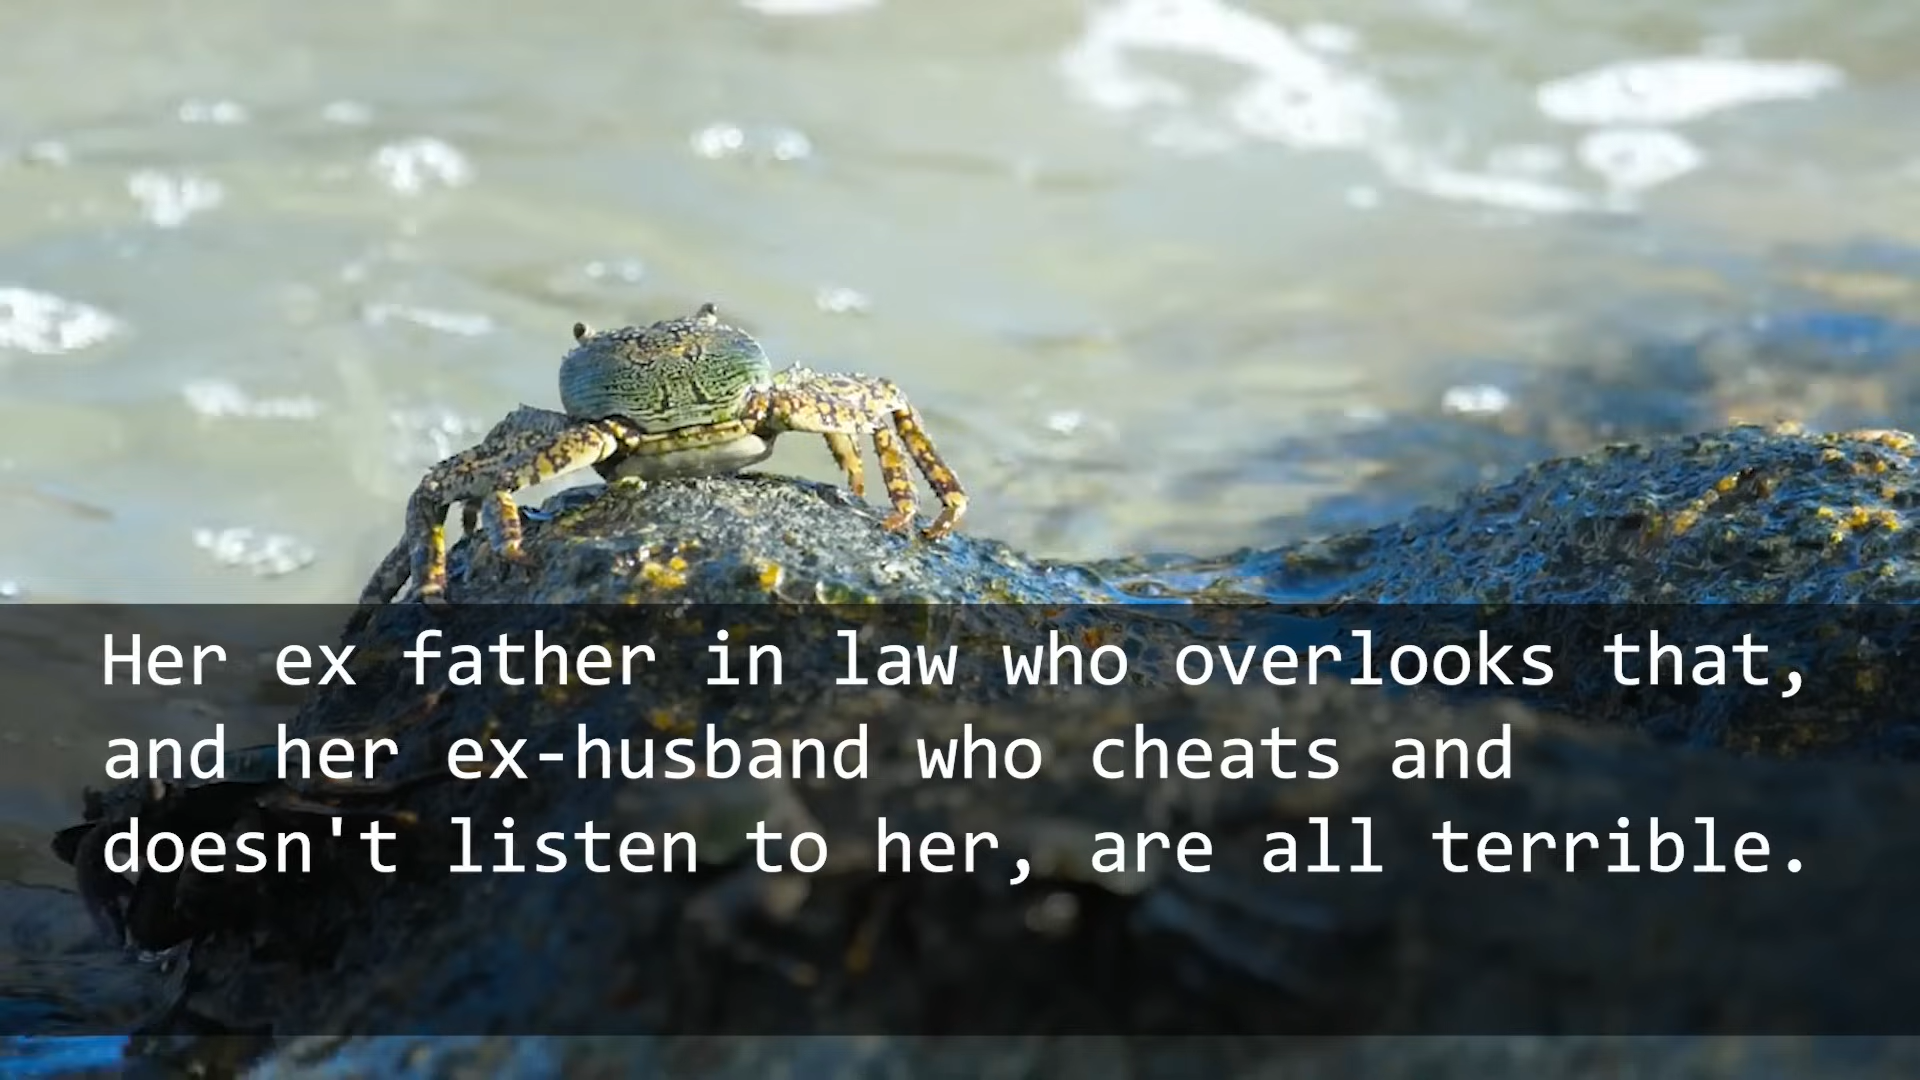 Her ex father in law who overlooks that,
and her ex-husband who cheats and
doesn't listen to her, are all terrible.